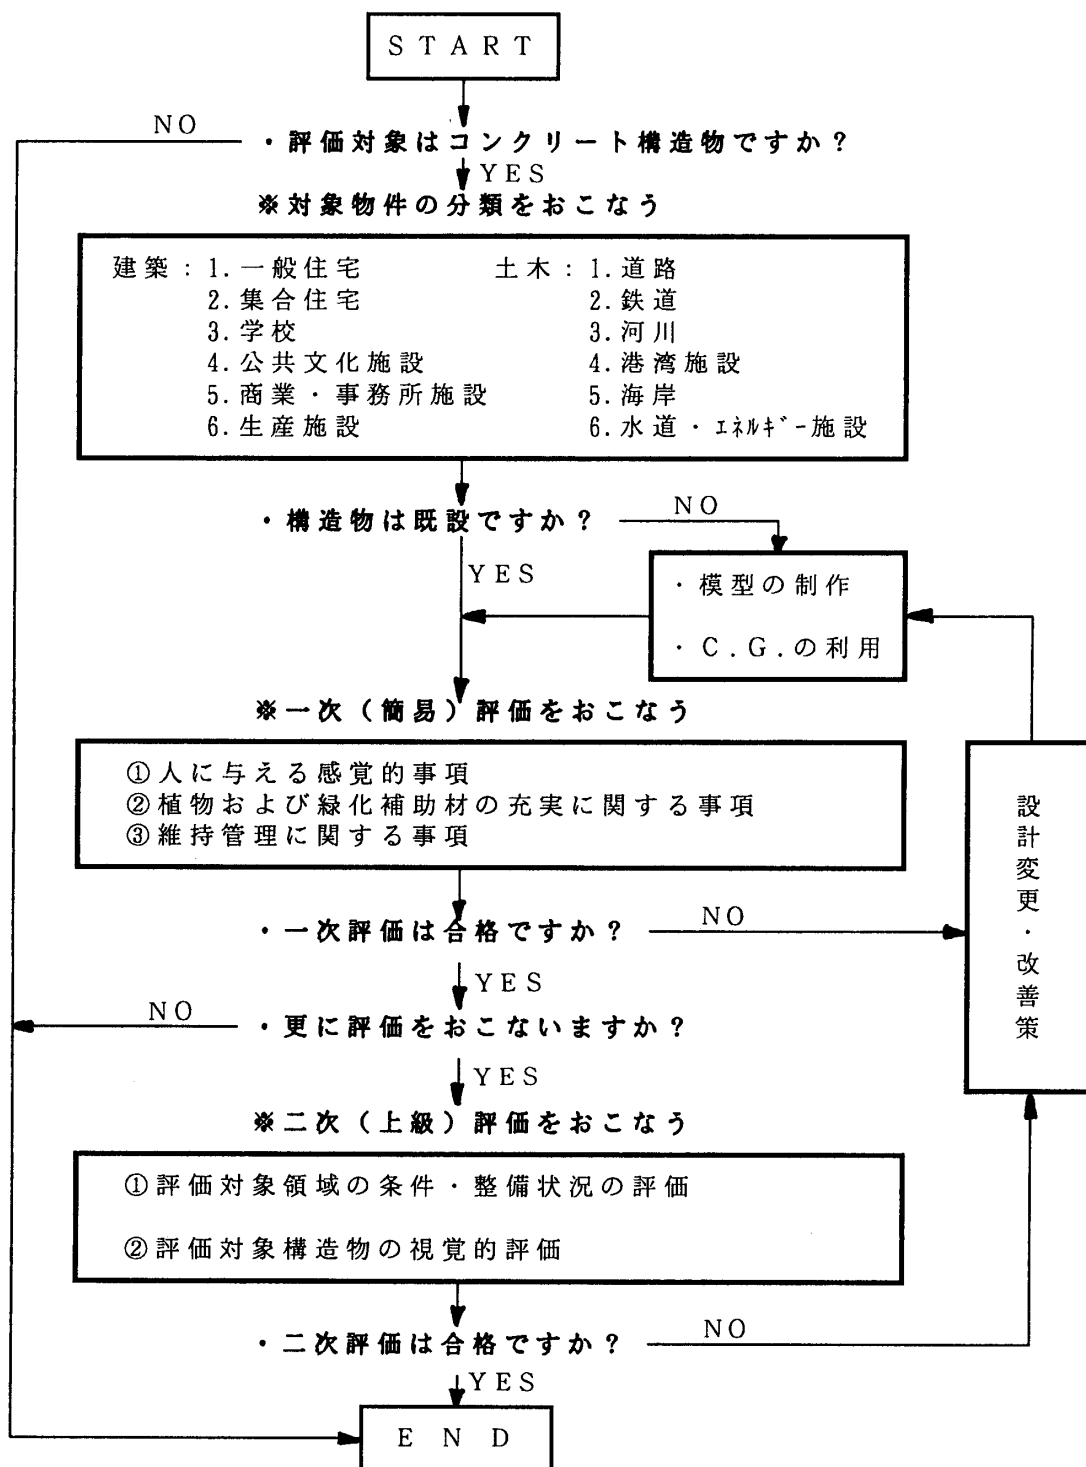 START
NO
・評価対象はコンクリート構造物ですか？
YES
※対象物件の分類をおこなう
建築：1.一般住宅
2.集合住宅
3.学校
4.公共文化施設
5.商業・事務所施設
6.生産施設
土木：1.道路
2.鉄道
3.河川
4.港湾施設
5.海岸
6.水道・ｴﾈﾙｷﾞｰ施設
・構造物は既設ですか？
NO
YES
・模型の制作
・C.G.の利用
※一次（簡易）評価をおこなう
①人に与える感覚的事項
②植物および緑化補助材の充実に関する事項
③維持管理に関する事項
設計変更・改善策
・一次評価は合格ですか？
NO
YES
NO
・更に評価をおこないますか？
YES
※二次（上級）評価をおこなう
①評価対象領域の条件・整備状況の評価
②評価対象構造物の視覚的評価
・二次評価は合格ですか？
NO
YES
END